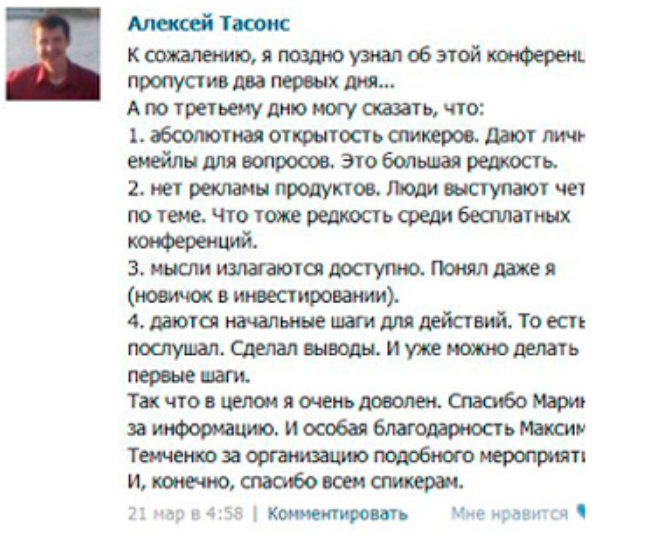 Алексей Тасонс
К сожалению, я поздно узнал об этой конференц
пропустив два первых дня...
А по третьему дню могу сказать, что:
1. абсолютная открытость спикеров. Дают личн
емейлы для вопросов. Это большая редкость.
2. нет рекламы продуктов. Люди выступают чет
по теме. Что тоже редкость среди бесплатных
конференций.
3. мысли излагаются доступно. Понял даже я
(новичок в инвестировании).
4. даются начальные шаги для действий. То есть
послушал. Сделал выводы. И уже можно делать
первые шаги.
Так что в целом я очень доволен. Спасибо Марин
за информацию. И особая благодарность Максим
Темченко за организацию подобного мероприяти
И, конечно, спасибо всем спикерам.
21 мар в 4:58 | Комментировать Мне нравится